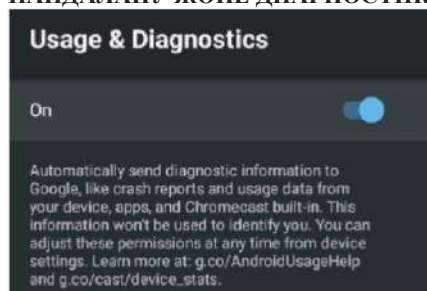 Usage & Diagnostics
On
Automatically send diagnostic information to
Google, like crash reports and usage data from
your device, apps, and Chromecast built-in. This
information won't be used to identify you. You can
adjust these permissions at any time from device
settings. Learn more at: g.co/AndroidUsageHelp
and g.co/cast/device_stats.